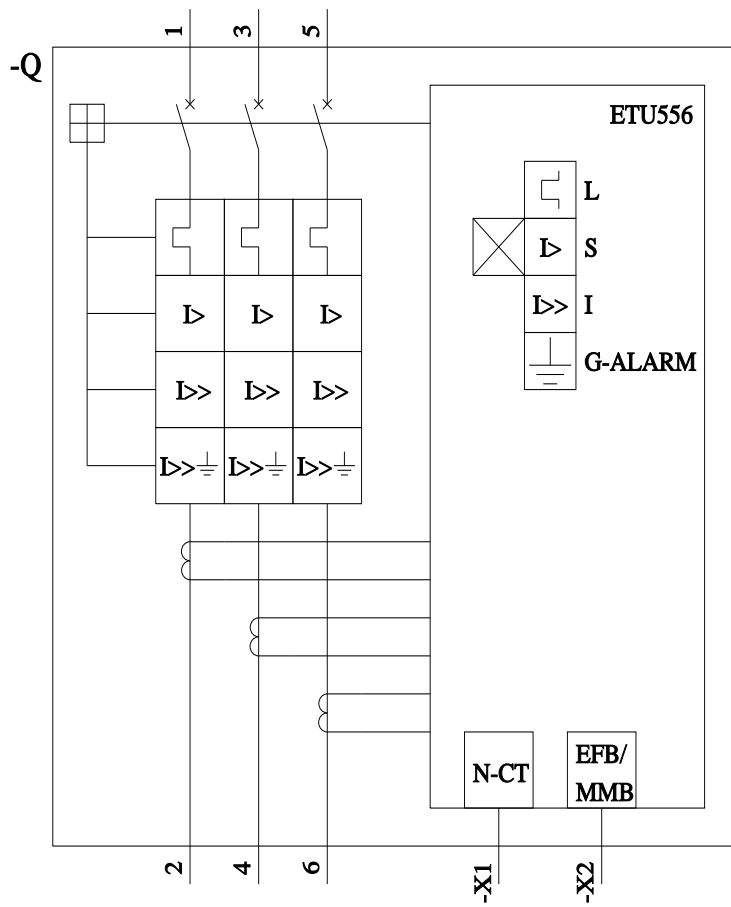 1 3 5
-Q
ETU556
L
I> S
I>> I
G-ALARM
I> I> I>
I>> I>> I>>
I>> I>> I>>
N-CT
EFB/
MMB
2 4 6 -X1 -X2